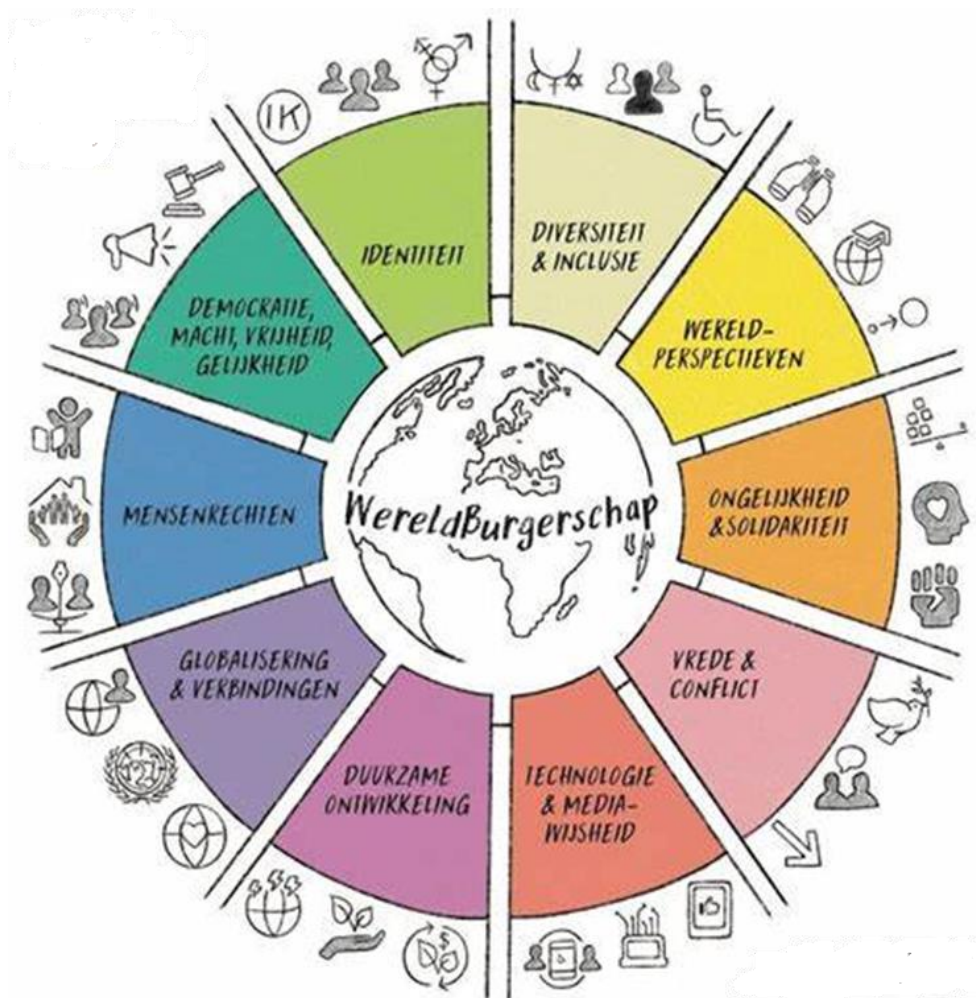 IK
IDENTITEIT
DIVERSITEIT
& INCLUSIE
WERELD-
PERSPECTIEVEN
ONGELIJKHEID
& SOLIDARITEIT
VREDE &
CONFLICT
TECHNOLOGIE
& MEDIA-
WIJSHEID
DUURZAME
ONTWIKKELING
GLOBALISERING
& VERBINDINGEN
MENSENRECHTEN
DEMOCRATIE,
MACHT, VRIJHEID,
GELIJKHEID
WereldBurgerschap
$